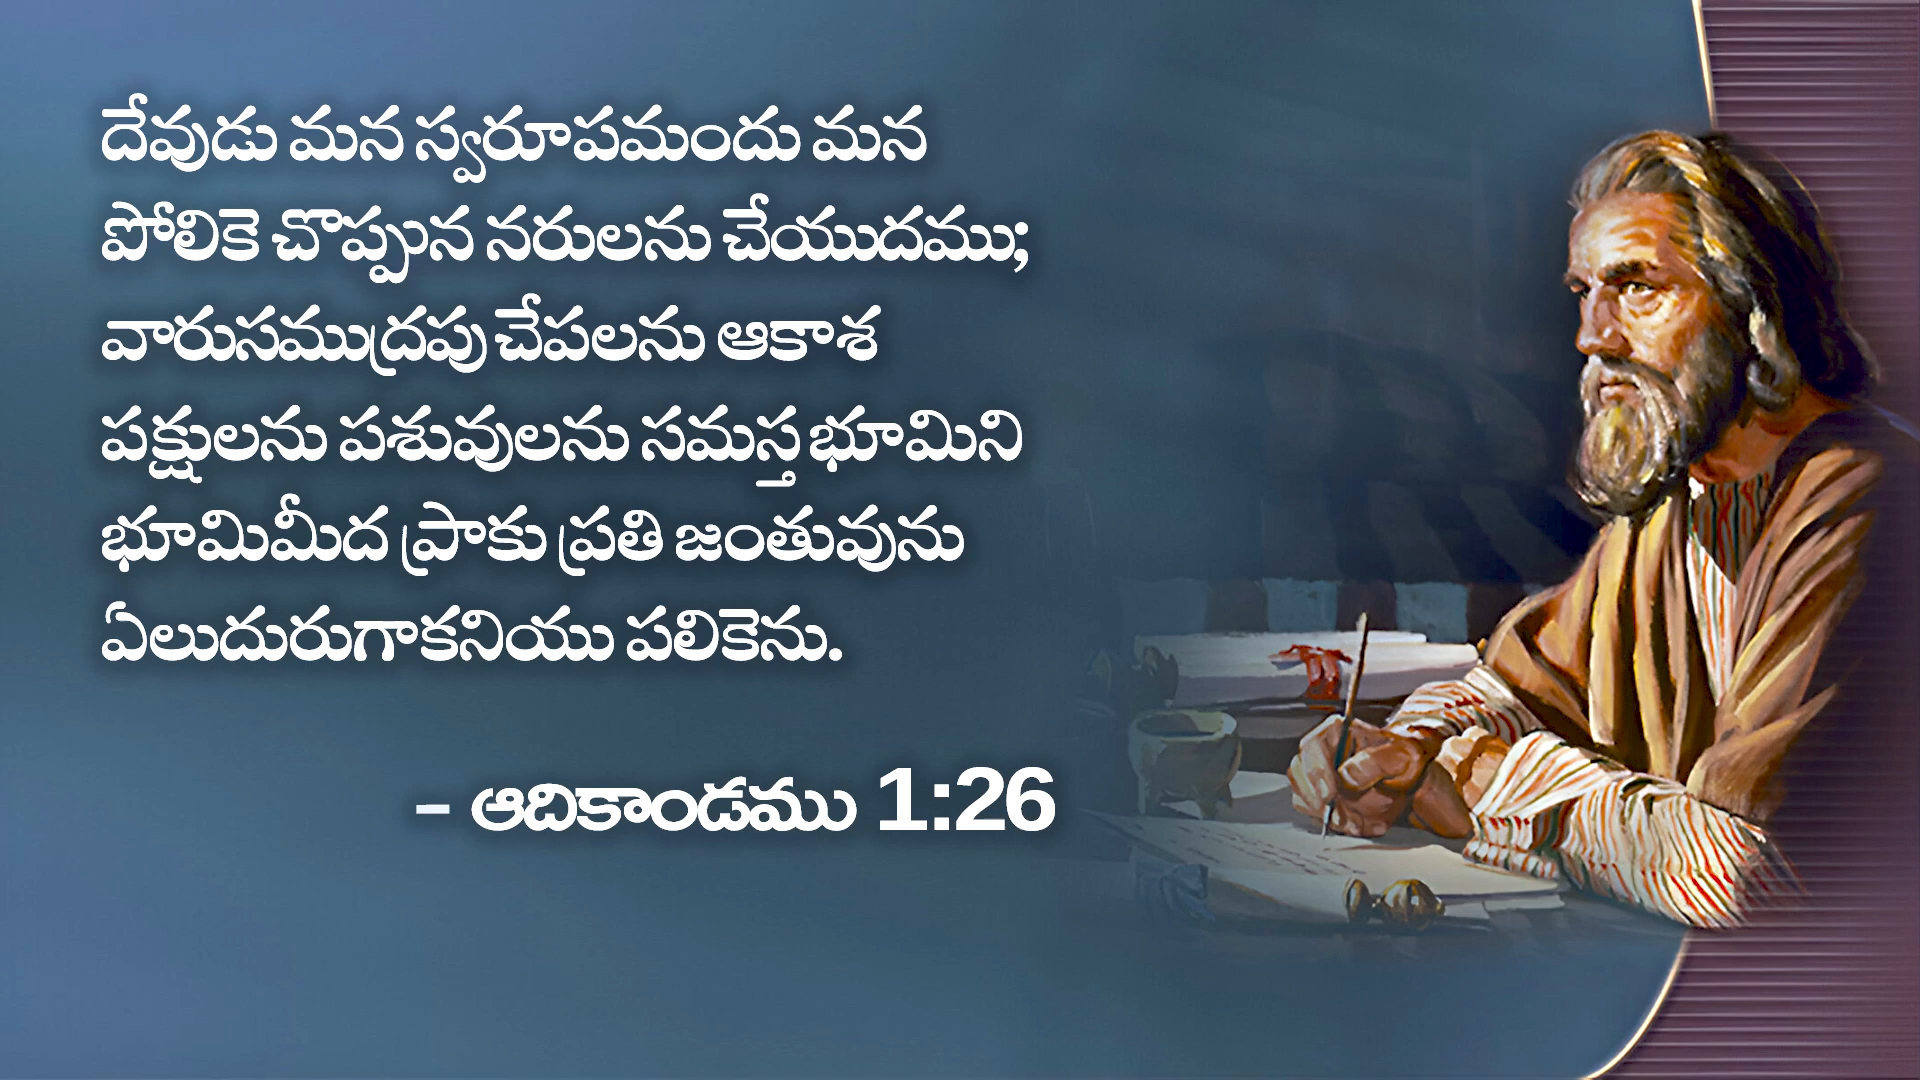 దేవుడు మన స్వరూపమందు మన
పోలికె చొప్పున నరులను చేయుదము;
వారుసముద్రపు చేపలను ఆకాశ
పక్షులను పశువులను సమస్త భూమిని
భూమిమీద ప్రాకు ప్రతి జంతువును
ఏలుదురుగాకనియు పలికెను.
– ఆదికాండము 1:26